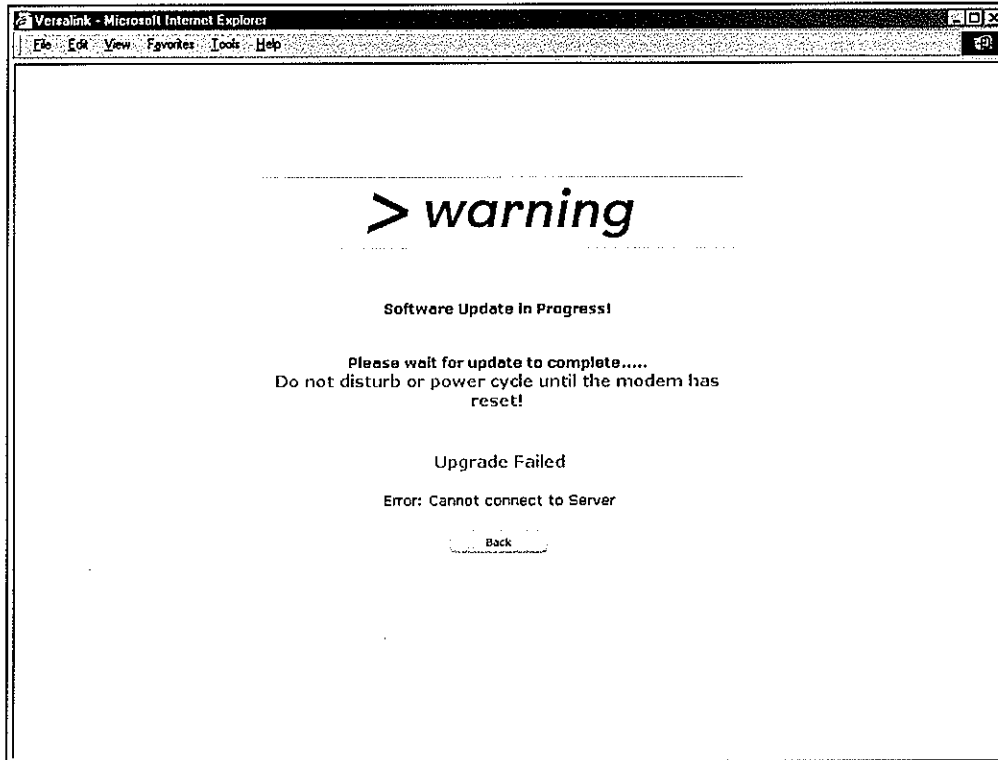 Versalink - Microsoft Internet Explorer
File Edit View Favorites Tools Help
> warning
Software Update in Progress!
Please wait for update to complete.....
Do not disturb or power cycle until the modem has
reset!
Upgrade Failed
Error: Cannot connect to Server
Back